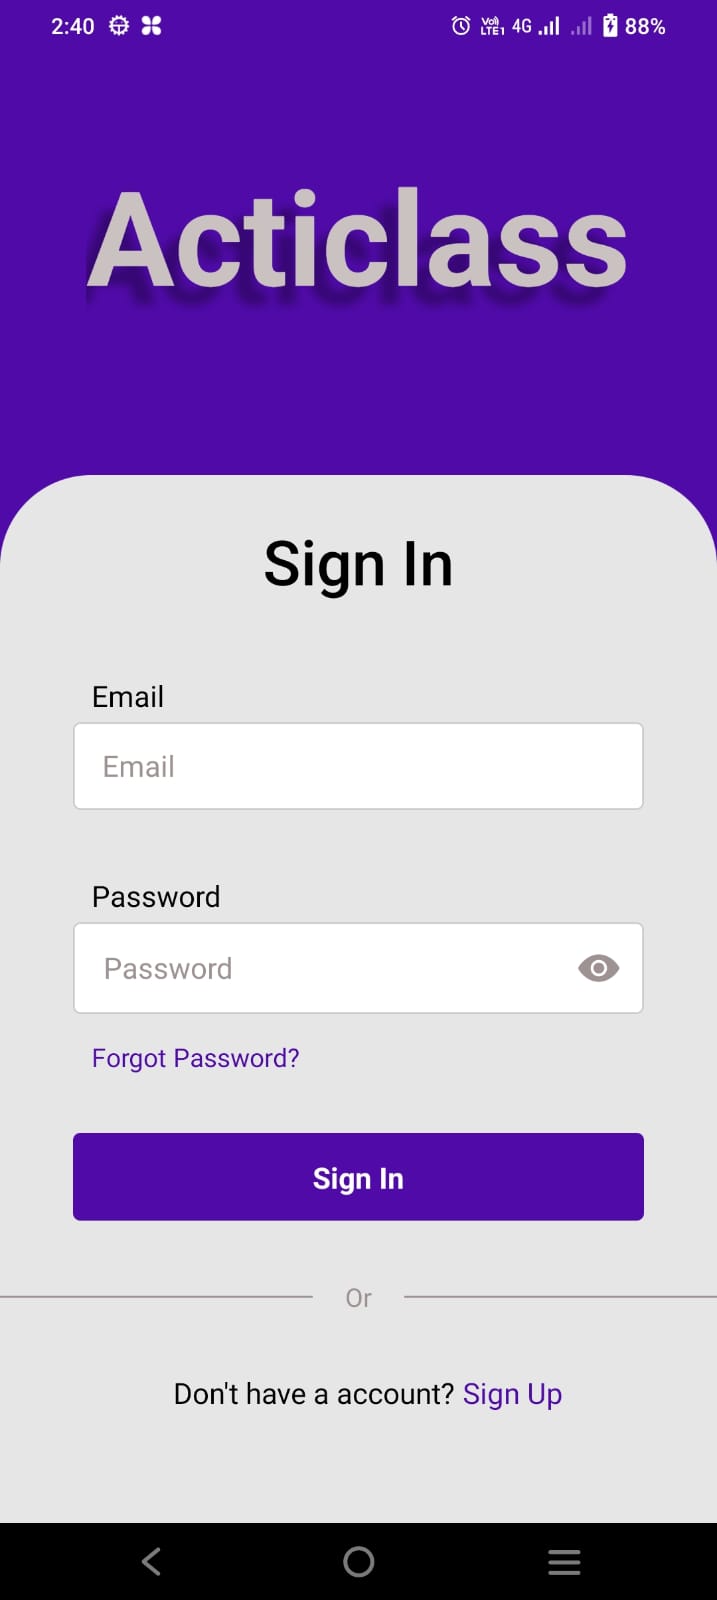 2:40 VoD LTE1 4G 88%
Acticlass
Sign In
Email
Email
Password
Password
Forgot Password?
Sign In
Or
Don't have a account? Sign Up